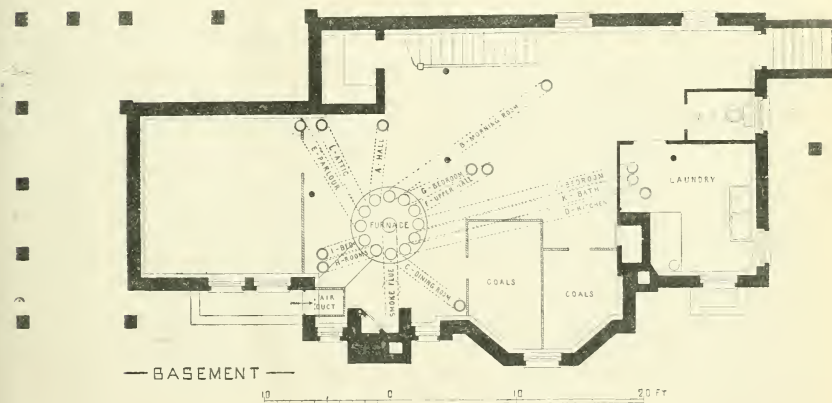 E·PARLOUR
L·ATTIC
A·HALL
B·MORNING ROOM
G·BEDROOM
F·UPPER HALL
J·BEDROOM
K·BATH
D·KITCHEN
LAUNDRY
FURNACE
I·BED
H·ROOMS
AIR
DUCT
SMOKE FLUE
C·DINING ROOM
COALS
COALS
BASEMENT
10 0 10 20 FT